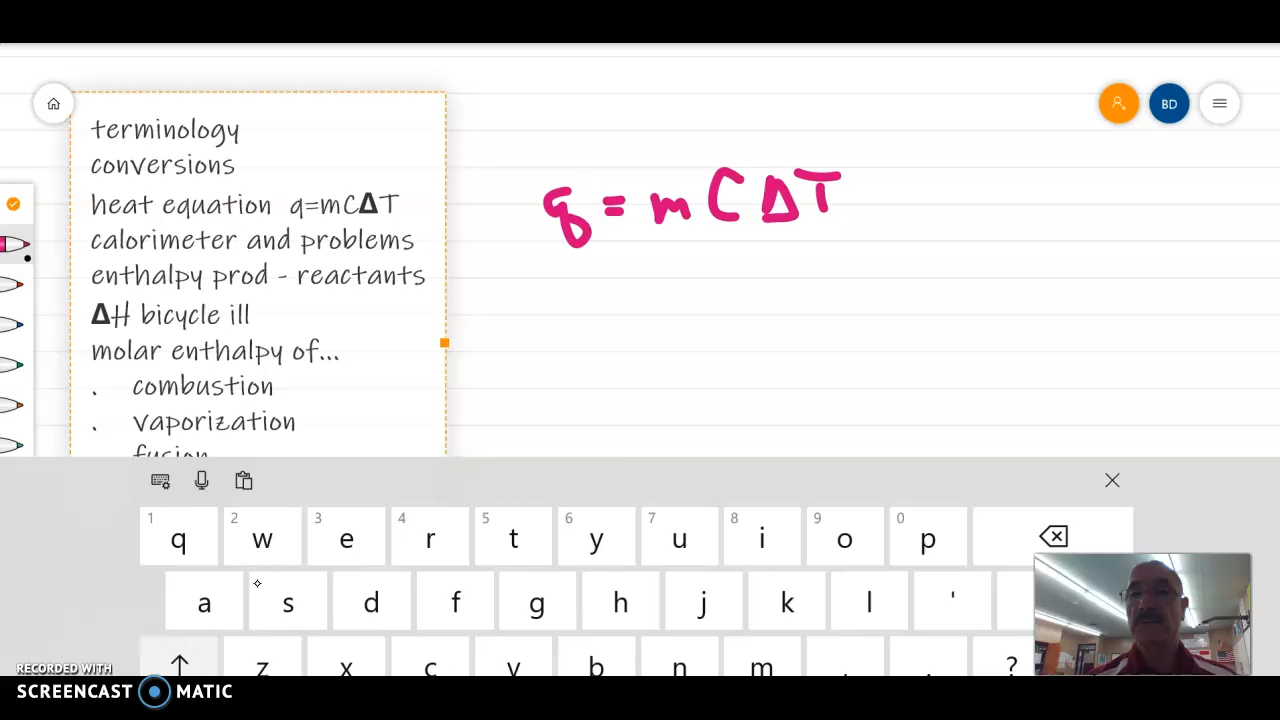 terminology
conversions
heat equation q=mCΔT
calorimeter and problems
enthalpy prod - reactants
ΔH bicycle ill
molar enthalpy of...
. combustion
. vaporization
fusion
q = m C Δ T
BD
1 2 3 4 5 6 7 8 9 0
q w e r t y u i o p
a s d f g h j k l '
z x c v b n m , . ?
RECORDED WITH
SCREENCAST MATIC